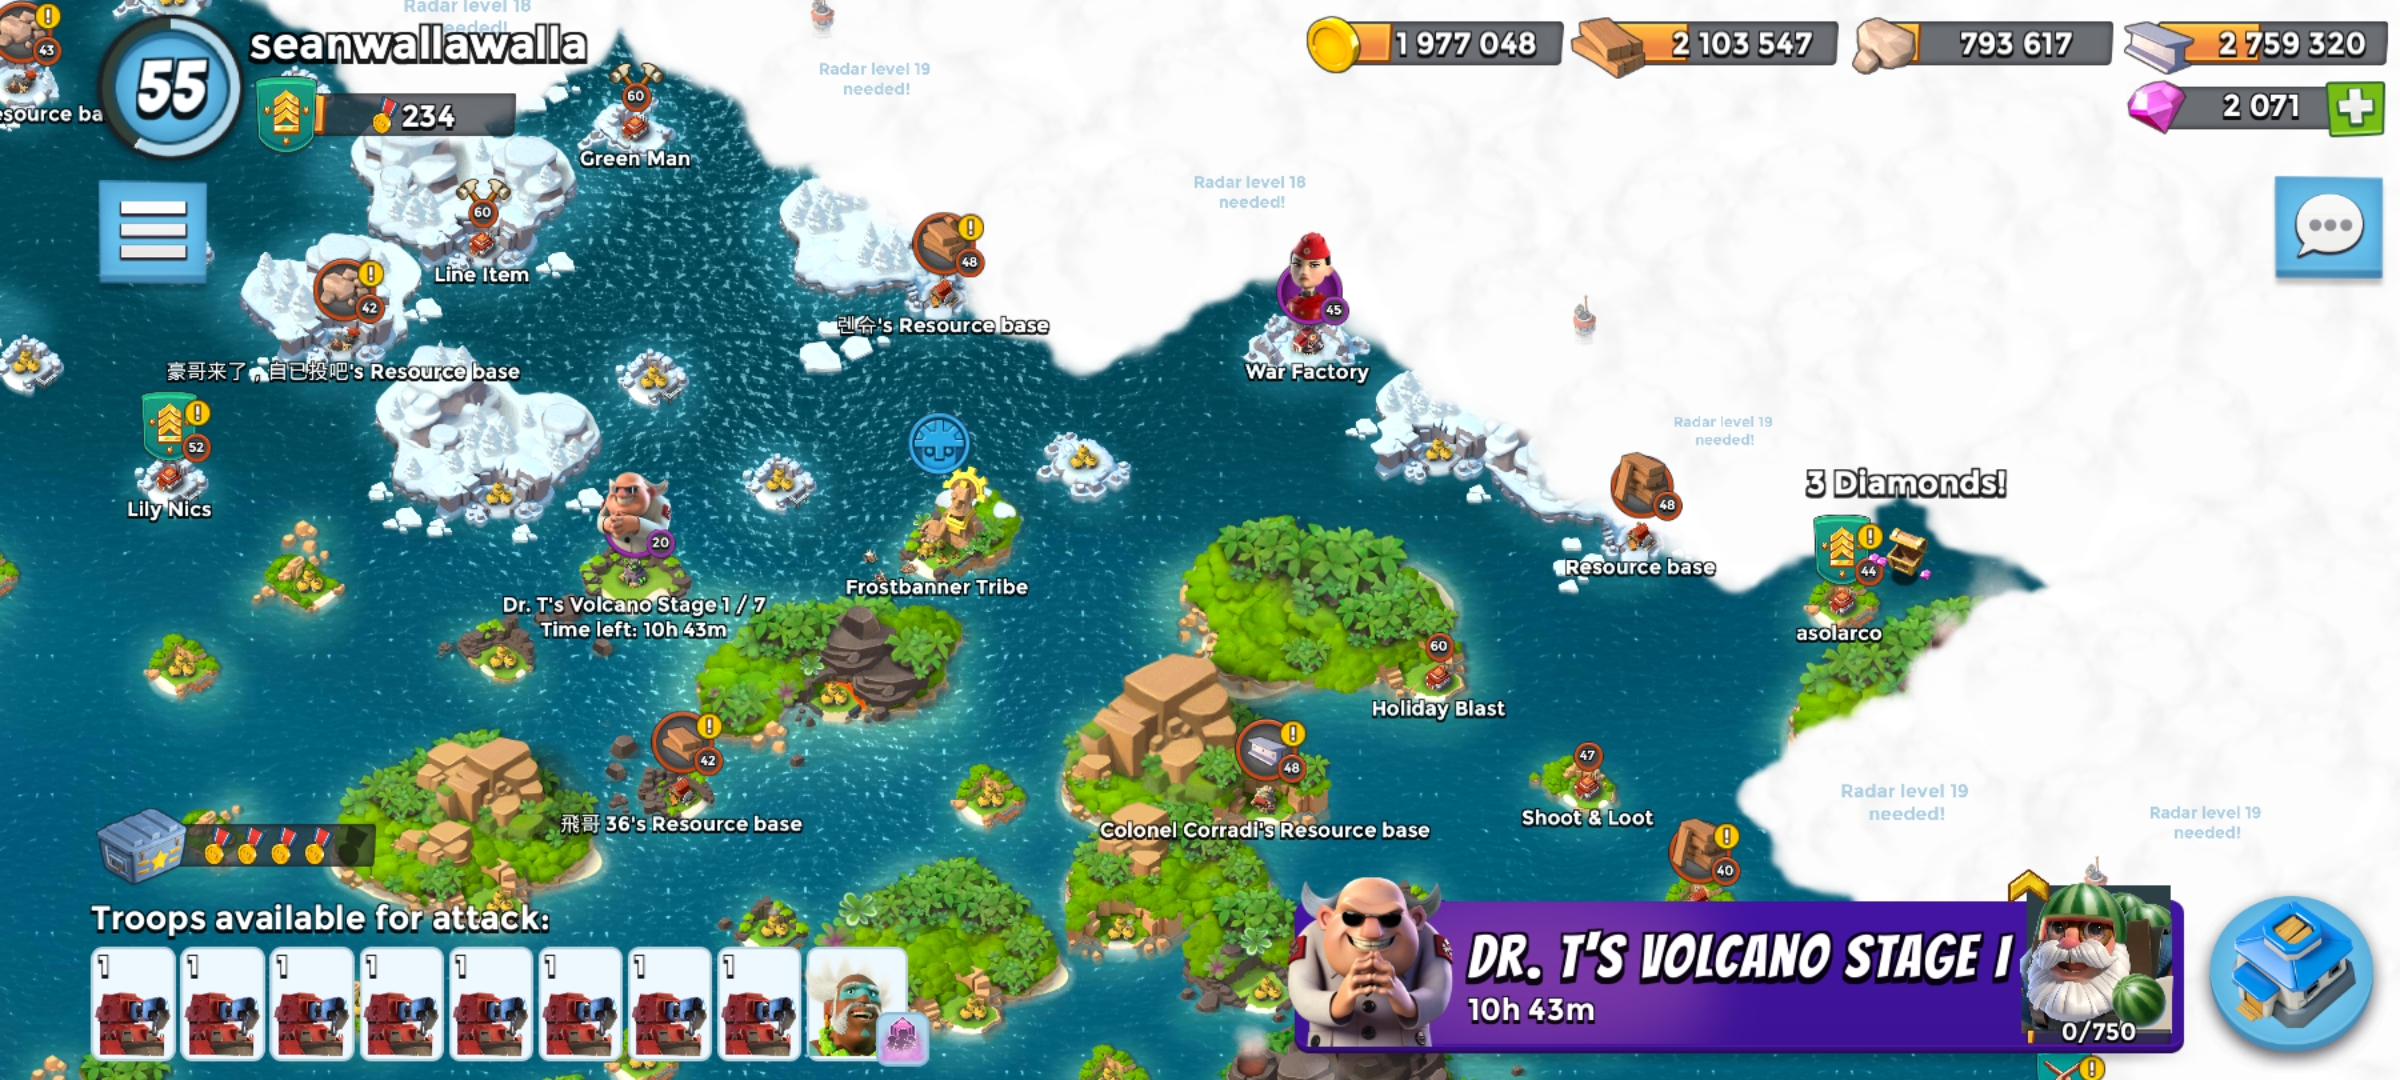 Radar level 18
needed!
55
seanwallawalla
234
1 977 048
2 103 547
793 617
2 759 320
2 071
43
60
Green Man
Radar level 19
needed!
Radar level 18
needed!
60
Line Item
48
렌슈's Resource base
45
War Factory
42
豪哥来了，自已投吧's Resource base
52
Lily Nics
Radar level 19
needed!
48
Resource base
3 Diamonds!
44
asolarco
20
Dr. T's Volcano Stage 1 / 7
Time left: 10h 43m
Frostbanner Tribe
60
Holiday Blast
42
飛哥 36's Resource base
48
Colonel Corradi's Resource base
47
Shoot & Loot
40
Radar level 19
needed!
Radar level 19
needed!
Troops available for attack:
1
1
1
1
1
1
1
1
DR. T'S VOLCANO STAGE 1
10h 43m
0/750